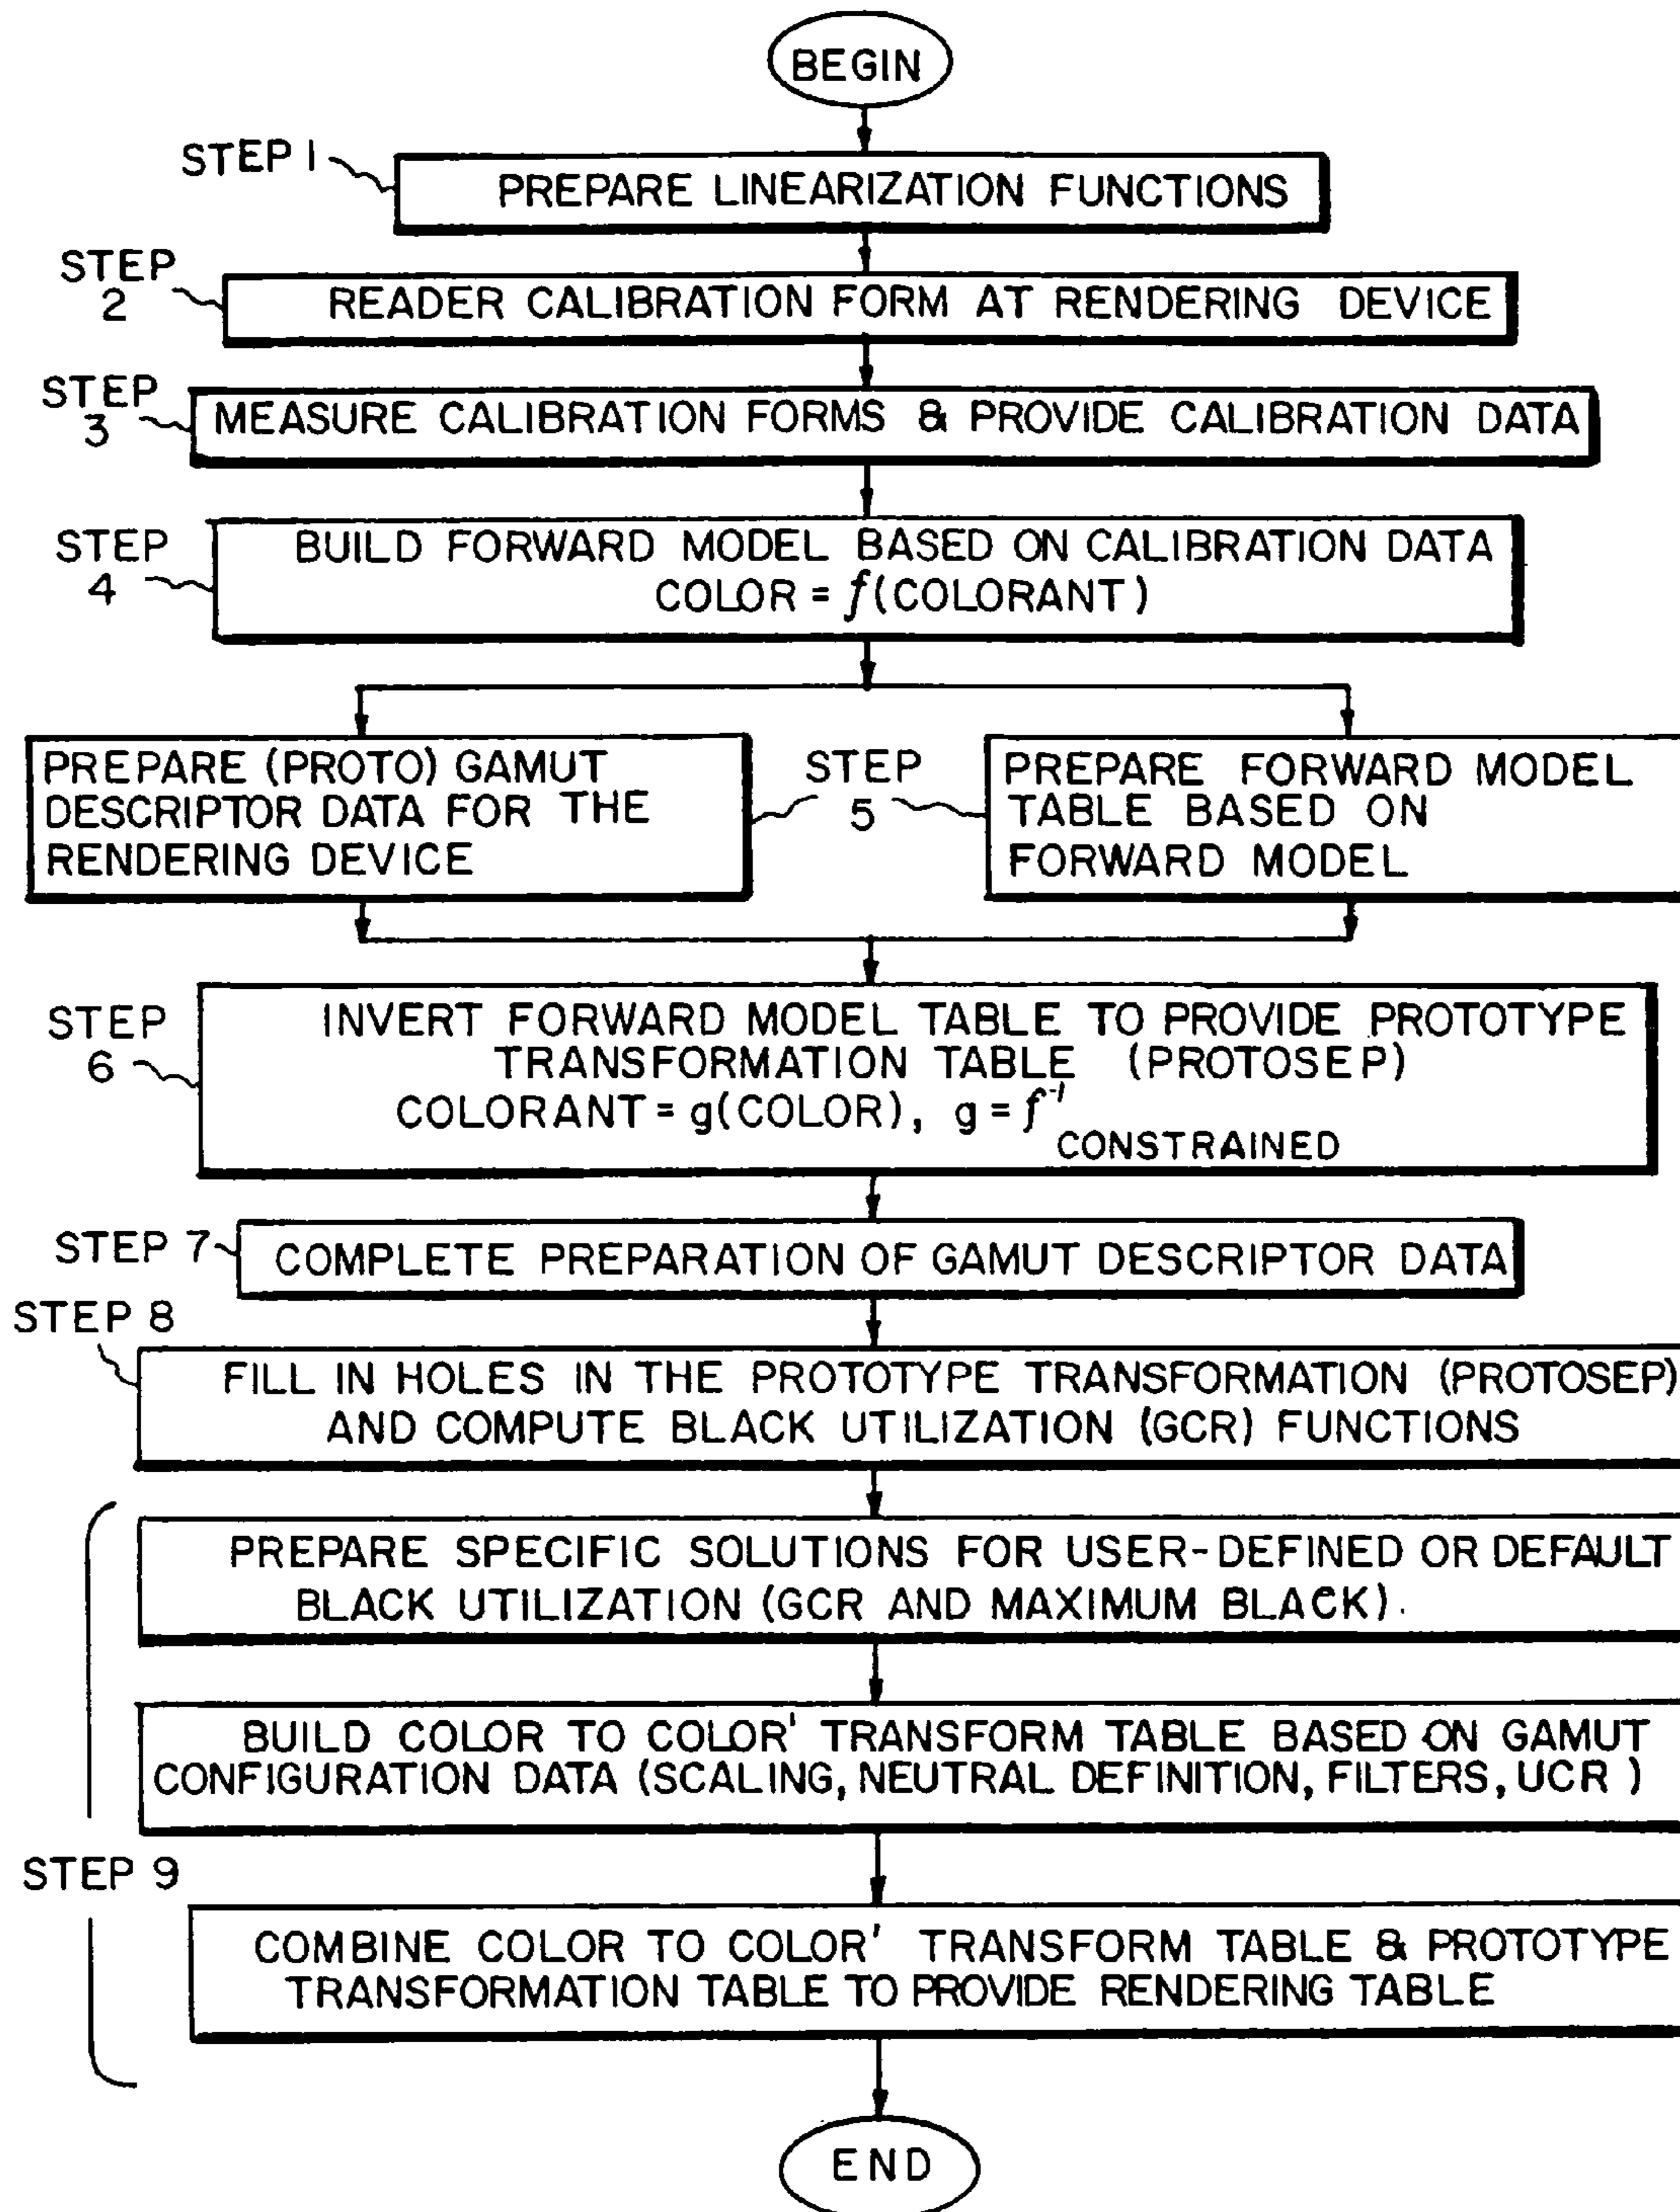 BEGIN
STEP 1
PREPARE LINEARIZATION FUNCTIONS
STEP
2
READER CALIBRATION FORM AT RENDERING DEVICE
STEP
3
MEASURE CALIBRATION FORMS & PROVIDE CALIBRATION DATA
STEP
4
BUILD FORWARD MODEL BASED ON CALIBRATION DATA
COLOR = f(COLORANT)
PREPARE (PROTO) GAMUT
DESCRIPTOR DATA FOR THE
RENDERING DEVICE
STEP
5
PREPARE FORWARD MODEL
TABLE BASED ON
FORWARD MODEL
STEP
6
INVERT FORWARD MODEL TABLE TO PROVIDE PROTOTYPE
TRANSFORMATION TABLE (PROTOSEP)
COLORANT = g(COLOR), g = f⁻¹
CONSTRAINED
STEP 7
COMPLETE PREPARATION OF GAMUT DESCRIPTOR DATA
STEP 8
FILL IN HOLES IN THE PROTOTYPE TRANSFORMATION (PROTOSEP)
AND COMPUTE BLACK UTILIZATION (GCR) FUNCTIONS
PREPARE SPECIFIC SOLUTIONS FOR USER-DEFINED OR DEFAULT
BLACK UTILIZATION (GCR AND MAXIMUM BLACK).
BUILD COLOR TO COLOR' TRANSFORM TABLE BASED ON GAMUT
CONFIGURATION DATA (SCALING, NEUTRAL DEFINITION, FILTERS, UCR)
STEP 9
COMBINE COLOR TO COLOR' TRANSFORM TABLE & PROTOTYPE
TRANSFORMATION TABLE TO PROVIDE RENDERING TABLE
END